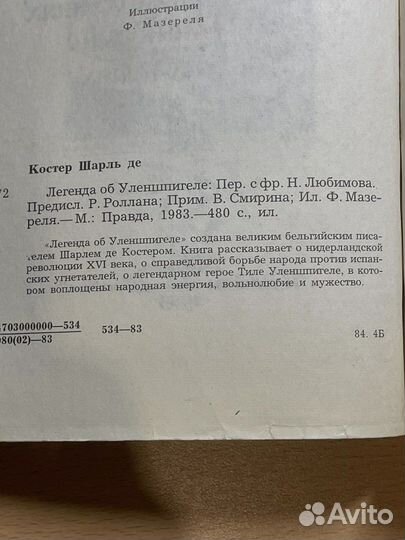 Иллюстрации
Ф. Мазереля
Костер Шарль де
72
Легенда об Уленшпигеле: Пер. с фр. Н. Любимова.
Предисл. Р. Роллана; Прим. В. Смирина; Ил. Ф. Мазе-
реля.— М.: Правда, 1983.—480 с., ил.
«Легенда об Уленшпигеле» создана великим бельгийским писа-
елем Шарлем де Костером. Книга рассказывает о нидерландской
революции XVI века, о справедливой борьбе народа против испан-
ских угнетателей, о легендарном герое Тиле Уленшпигеле, в кото-
ром воплощены народная энергия, вольнолюбие и мужество.
4703000000—534
080(02)—83
534—83
84. 4Б
Avito